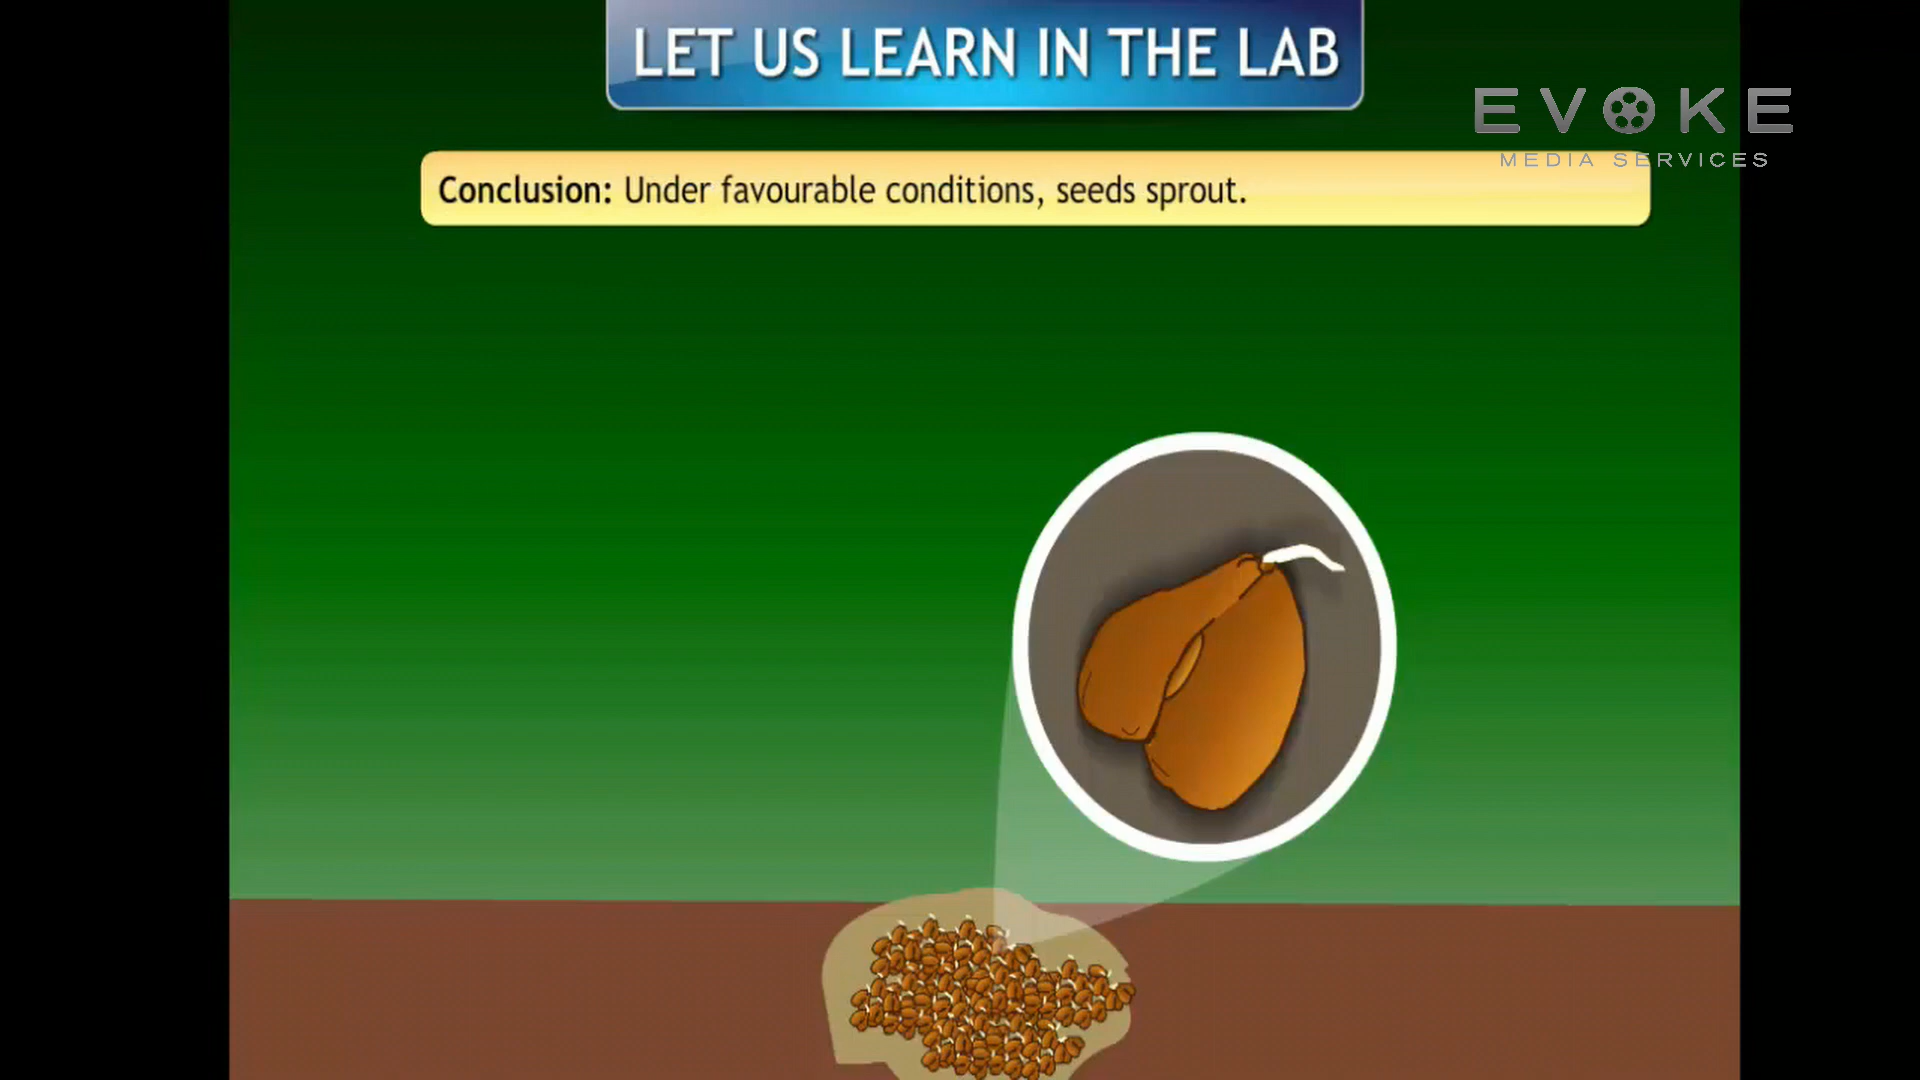 LET US LEARN IN THE LAB
EVOKE
MEDIA SERVICES
Conclusion: Under favourable conditions, seeds sprout.